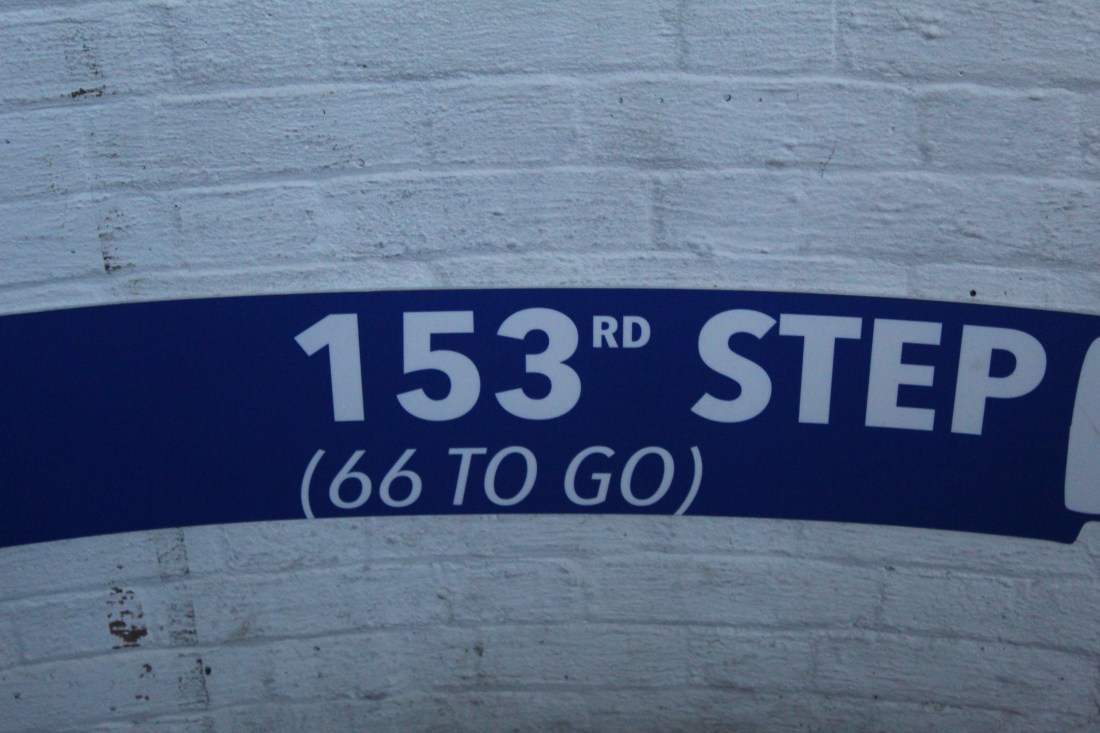 153RD STEP
(66 TO GO)